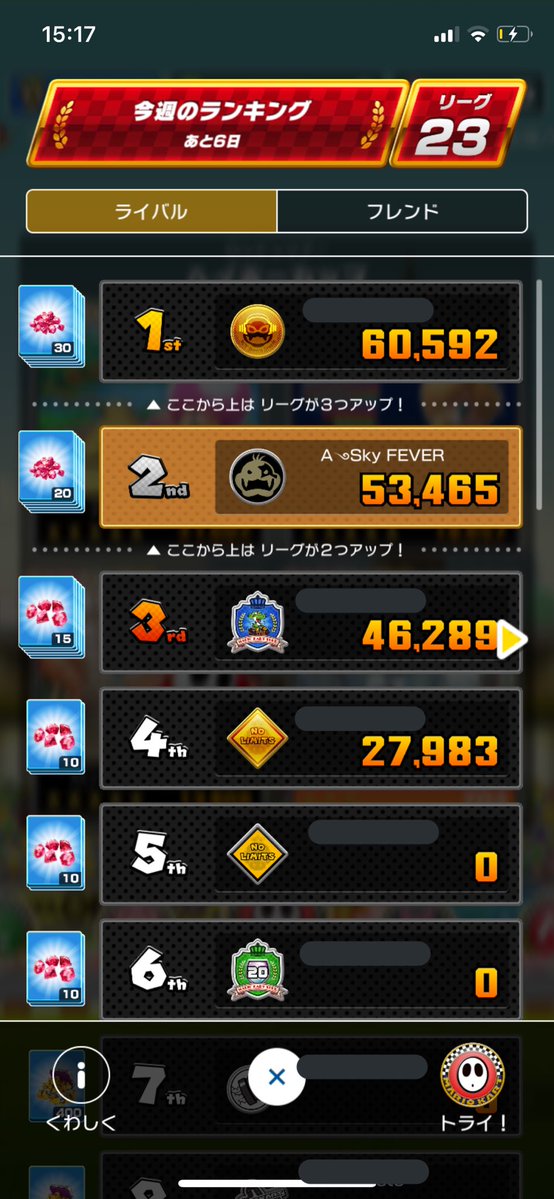 15:17
今週のランキング
あと6日
リーグ
23
ライバル
フレンド
30
1st
60,592
▲ ここから上は リーグが3つアップ！
20
2nd
A Sky FEVER
53,465
▲ ここから上は リーグが2つアップ！
15
3rd
46,289
10
4th
NO LIMITS
27,983
10
5th
NO LIMITS
0
10
6th
20
0
400
7th
i
くわしく
×
MARIO KART
トライ！